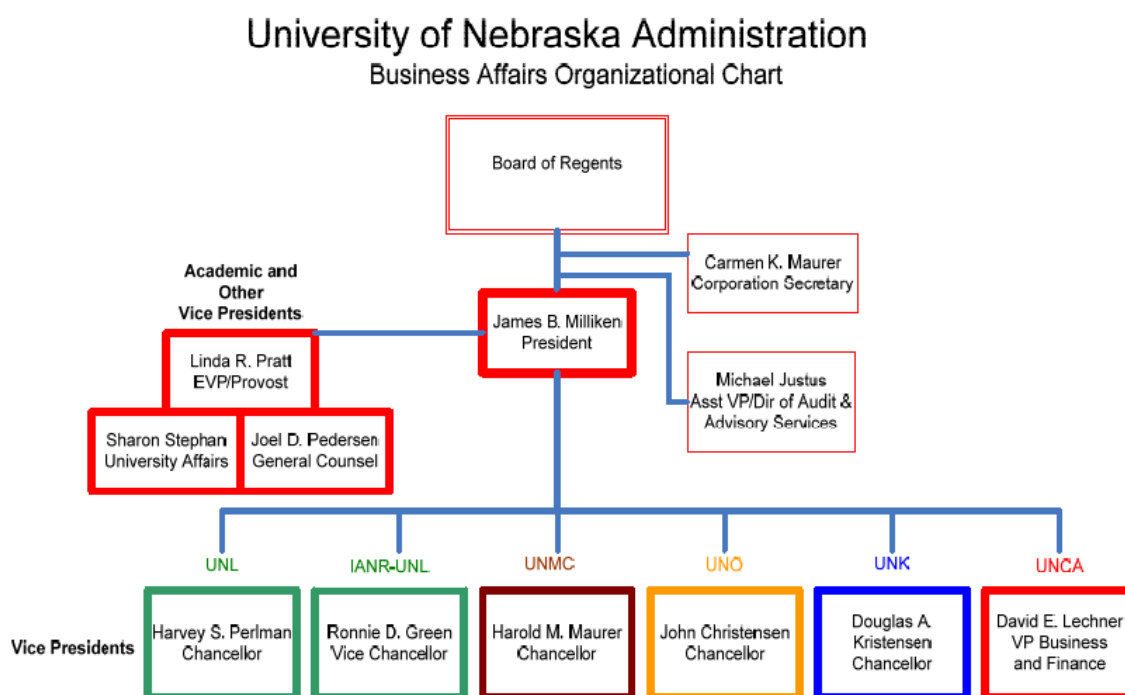 University of Nebraska Administration
Business Affairs Organizational Chart
Board of Regents
Carmen K. Maurer
Corporation Secretary
Academic and
Other
Vice Presidents
James B. Milliken
President
Linda R. Pratt
EVP/Provost
Michael Justus
Asst VP/Dir of Audit &
Advisory Services
Sharon Stephan
University Affairs
Joel D. Pedersen
General Counsel
UNL
IANR-UNL
UNMC
UNO
UNK
UNCA
Vice Presidents
Harvey S. Perlman
Chancellor
Ronnie D. Green
Vice Chancellor
Harold M. Maurer
Chancellor
John Christensen
Chancellor
Douglas A.
Kristensen
Chancellor
David E. Lechner
VP Business
and Finance